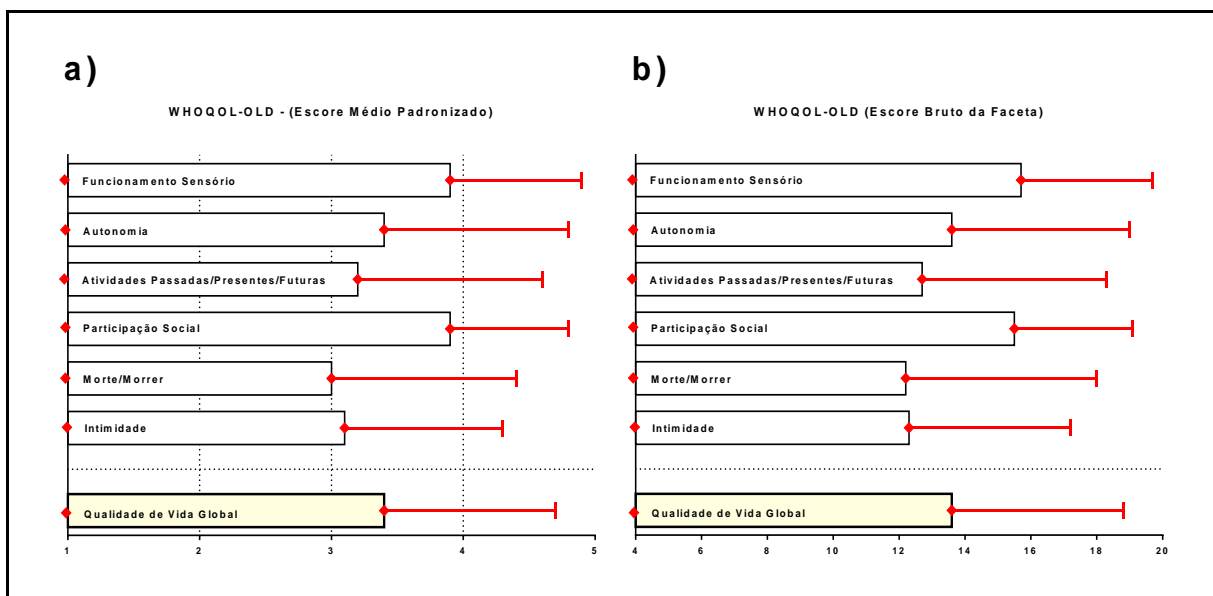 a)
WHOQOL-OLD - (Escore Médio Padronizado)
Funcionamento Sensório
Autonomia
Atividades Passadas/Presentes/Futuras
Participação Social
Morte/Morrer
Intimidade
Qualidade de Vida Global
1 2 3 4 5
b)
WHOQOL-OLD (Escore Bruto da Faceta)
Funcionamento Sensório
Autonomia
Atividades Passadas/Presentes/Futuras
Participação Social
Morte/Morrer
Intimidade
Qualidade de Vida Global
4 6 8 10 12 14 16 18 20